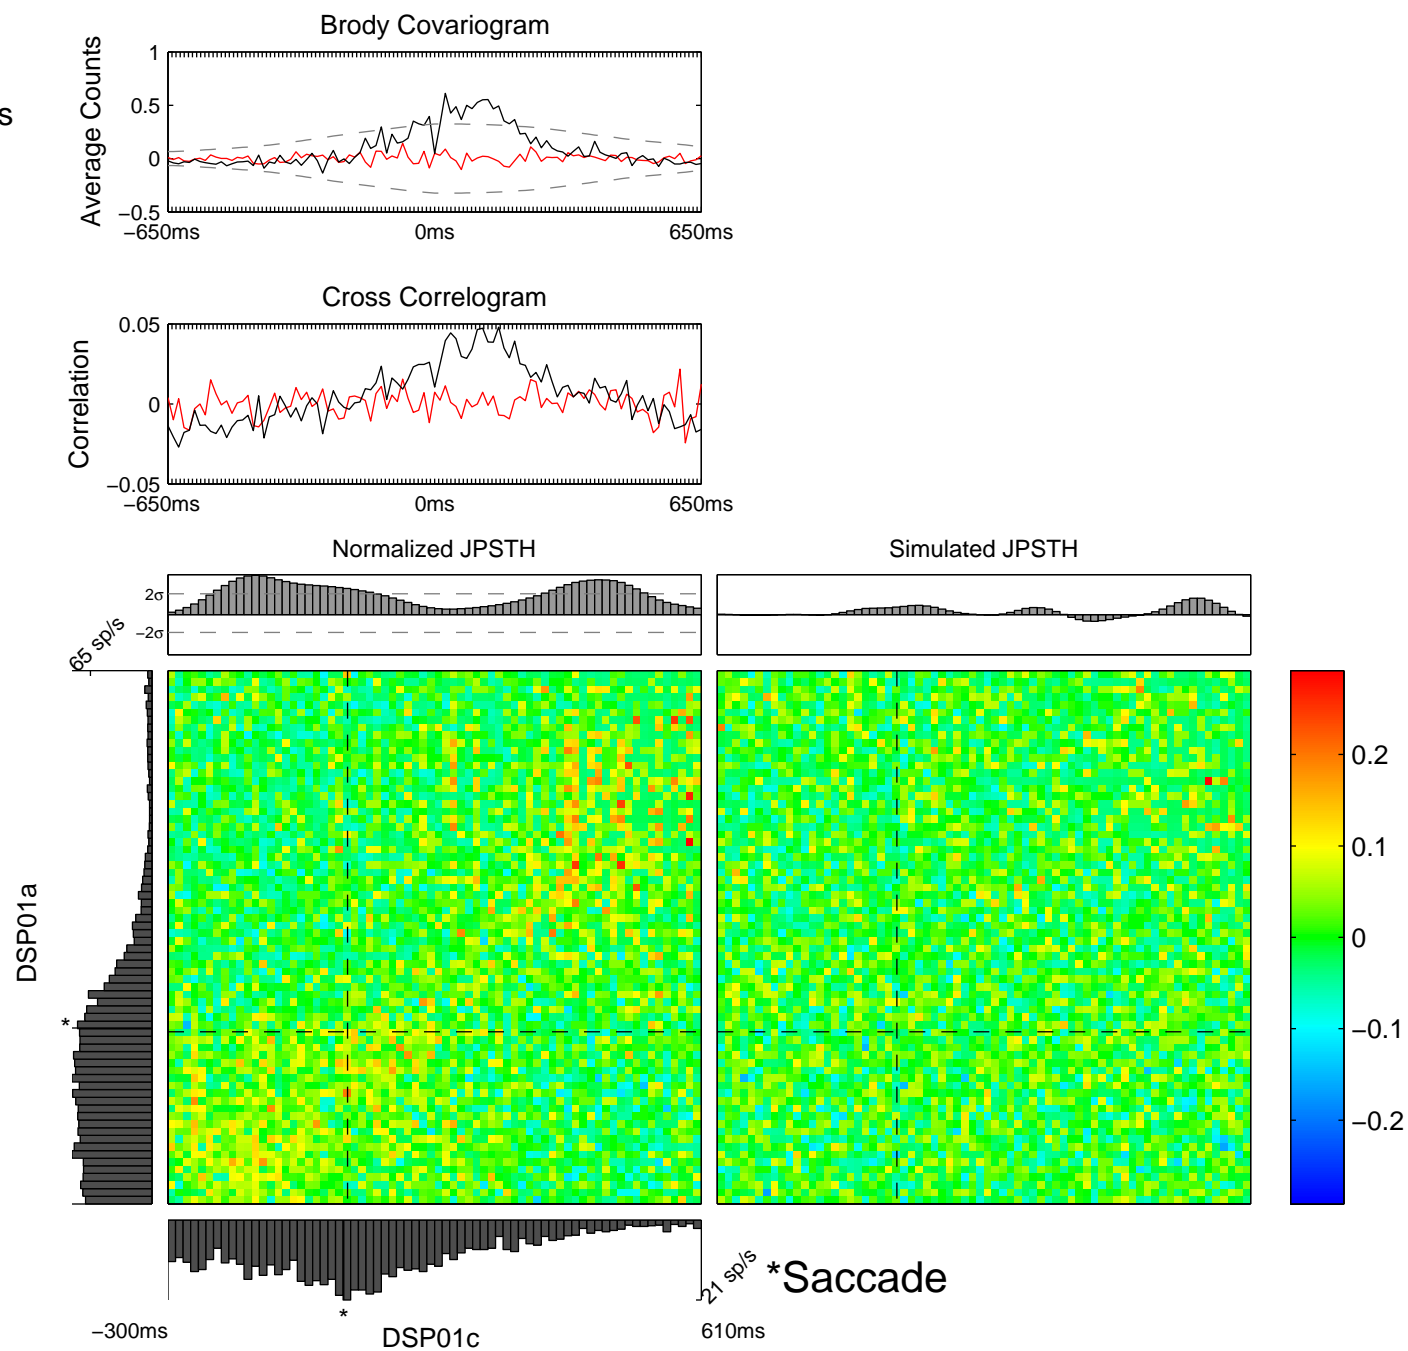 Brody Covariogram
s
Average Counts
1
0.5
0
−0.5
−650ms 0ms 650ms
Cross Correlogram
Correlation
0.05
0
−0.05
−650ms 0ms 650ms
Normalized JPSTH
Simulated JPSTH
2σ
−2σ
65 sp/s
DSP01a
*
0.2
0.1
0
−0.1
−0.2
21 sp/s
*Saccade
*
−300ms
DSP01c
610ms